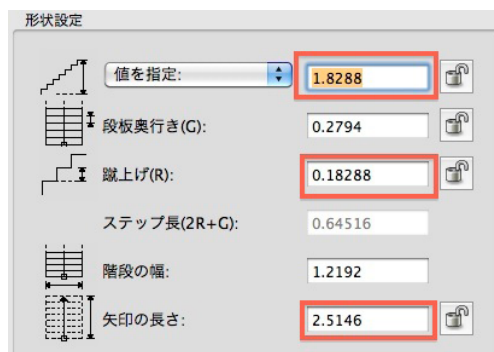 形状設定
値を指定: 1.8288
段板奥行き(G): 0.2794
蹴上げ(R): 0.18288
ステップ長(2R+G): 0.64516
階段の幅: 1.2192
矢印の長さ: 2.5146